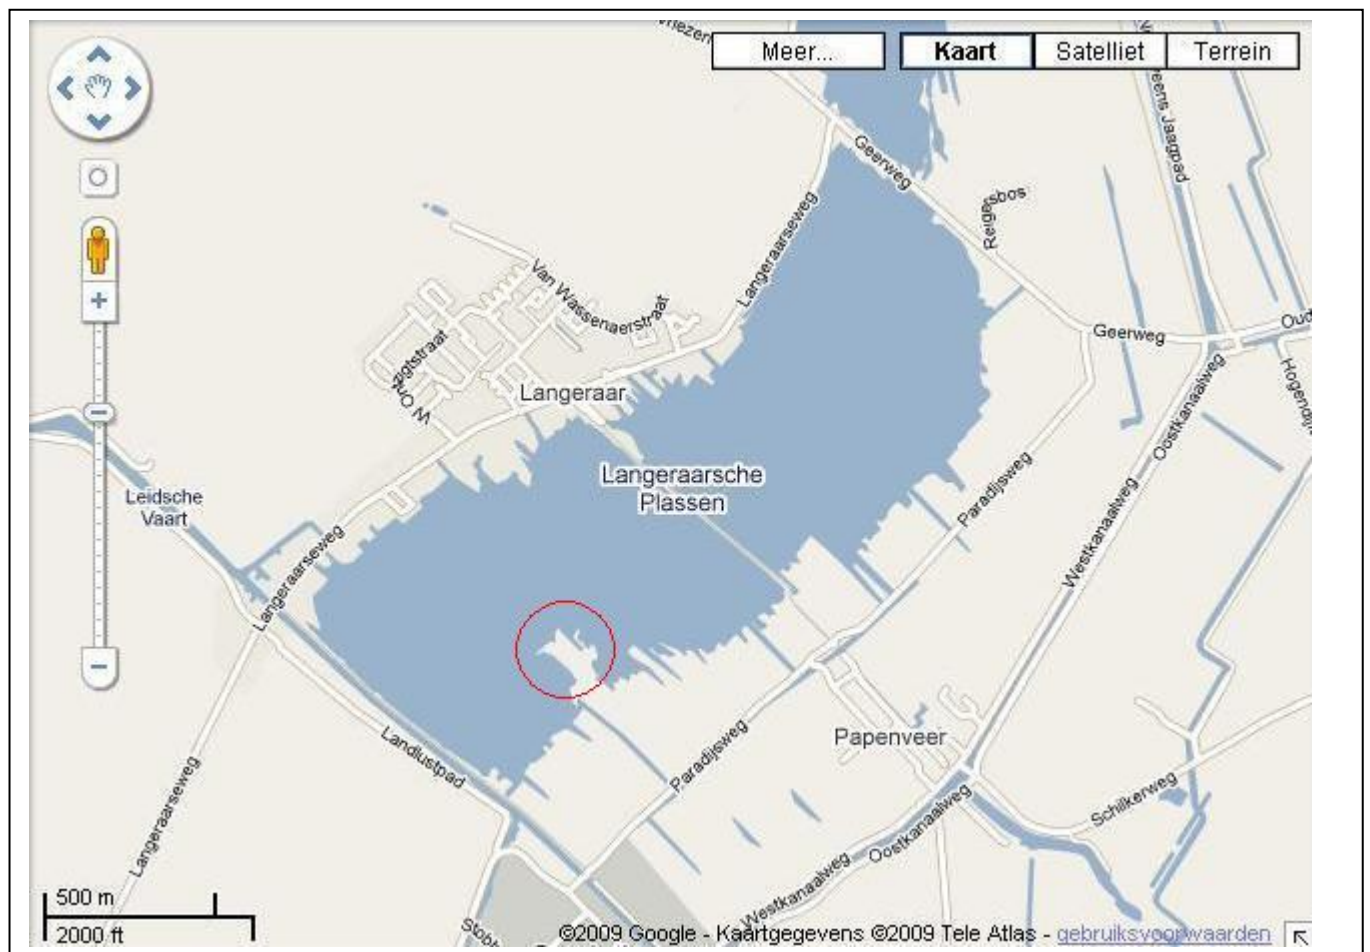 Meer...
Kaart
Satelliet
Terrein
Geerweg
Reigersbos
Langeraarseweg
Van Wassenaerstraat
Geerweg
Oostkanaalweg
Langeraar
Langeraarsche
Plassen
Paradijsweg
Westkanaalweg
Leidsche
Vaart
Langeraarseweg
Landlustpad
Paradijsweg
Papenveer
Langeraarseweg
Schilkerweg
Oostkanaalweg
Westkanaalweg
500 m
2000 ft
©2009 Google - Kaartgegevens ©2009 Tele Atlas - gebruiksvoorwaarden